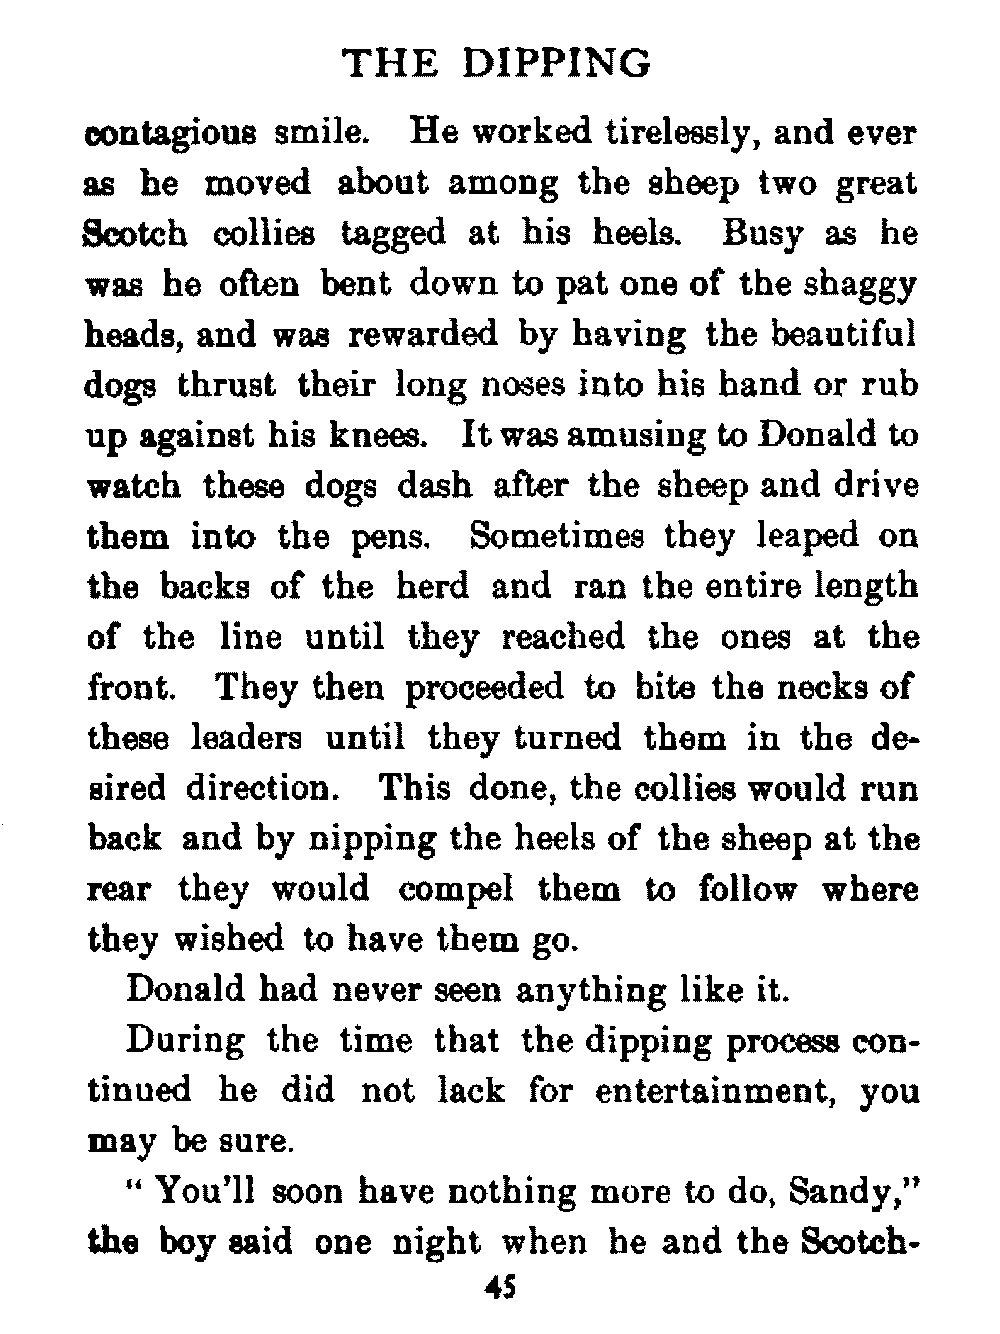 THE DIPPING
contagious smile. He worked tirelessly, and ever
as he moved about among the sheep two great
Scotch collies tagged at his heels. Busy as he
was he often bent down to pat one of the shaggy
heads, and was rewarded by having the beautiful
dogs thrust their long noses into his hand or rub
up against his knees. It was amusing to Donald to
watch these dogs dash after the sheep and drive
them into the pens. Sometimes they leaped on
the backs of the herd and ran the entire length
of the line until they reached the ones at the
front. They then proceeded to bite the necks of
these leaders until they turned them in the de-
sired direction. This done, the collies would run
back and by nipping the heels of the sheep at the
rear they would compel them to follow where
they wished to have them go.
Donald had never seen anything like it.
During the time that the dipping process con-
tinued he did not lack for entertainment, you
may be sure.
" You'll soon have nothing more to do, Sandy,"
the boy said one night when he and the Scotch-
45